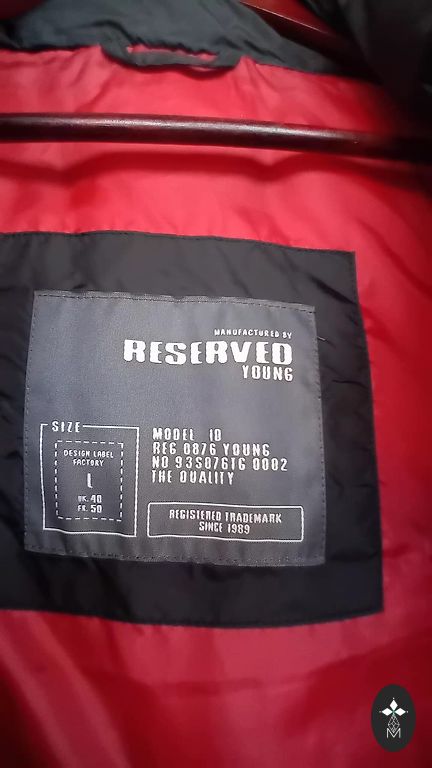 MANUFACTURED BY
RESERVED
YOUNG
SIZE
DESIGN LABEL
FACTORY
L
UK. 40
FR. 50
MODEL ID
REG 0876 YOUNG
NO 93S076TG 0002
THE QUALITY
REGISTERED TRADEMARK
SINCE 1989
M